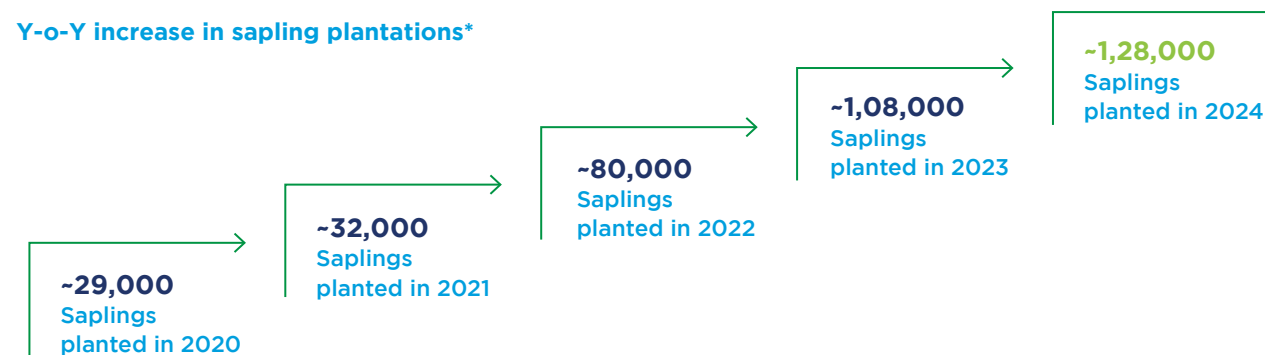 Y-o-Y increase in sapling plantations*
~29,000
Saplings
planted in 2020
~32,000
Saplings
planted in 2021
~80,000
Saplings
planted in 2022
~1,08,000
Saplings
planted in 2023
~1,28,000
Saplings
planted in 2024